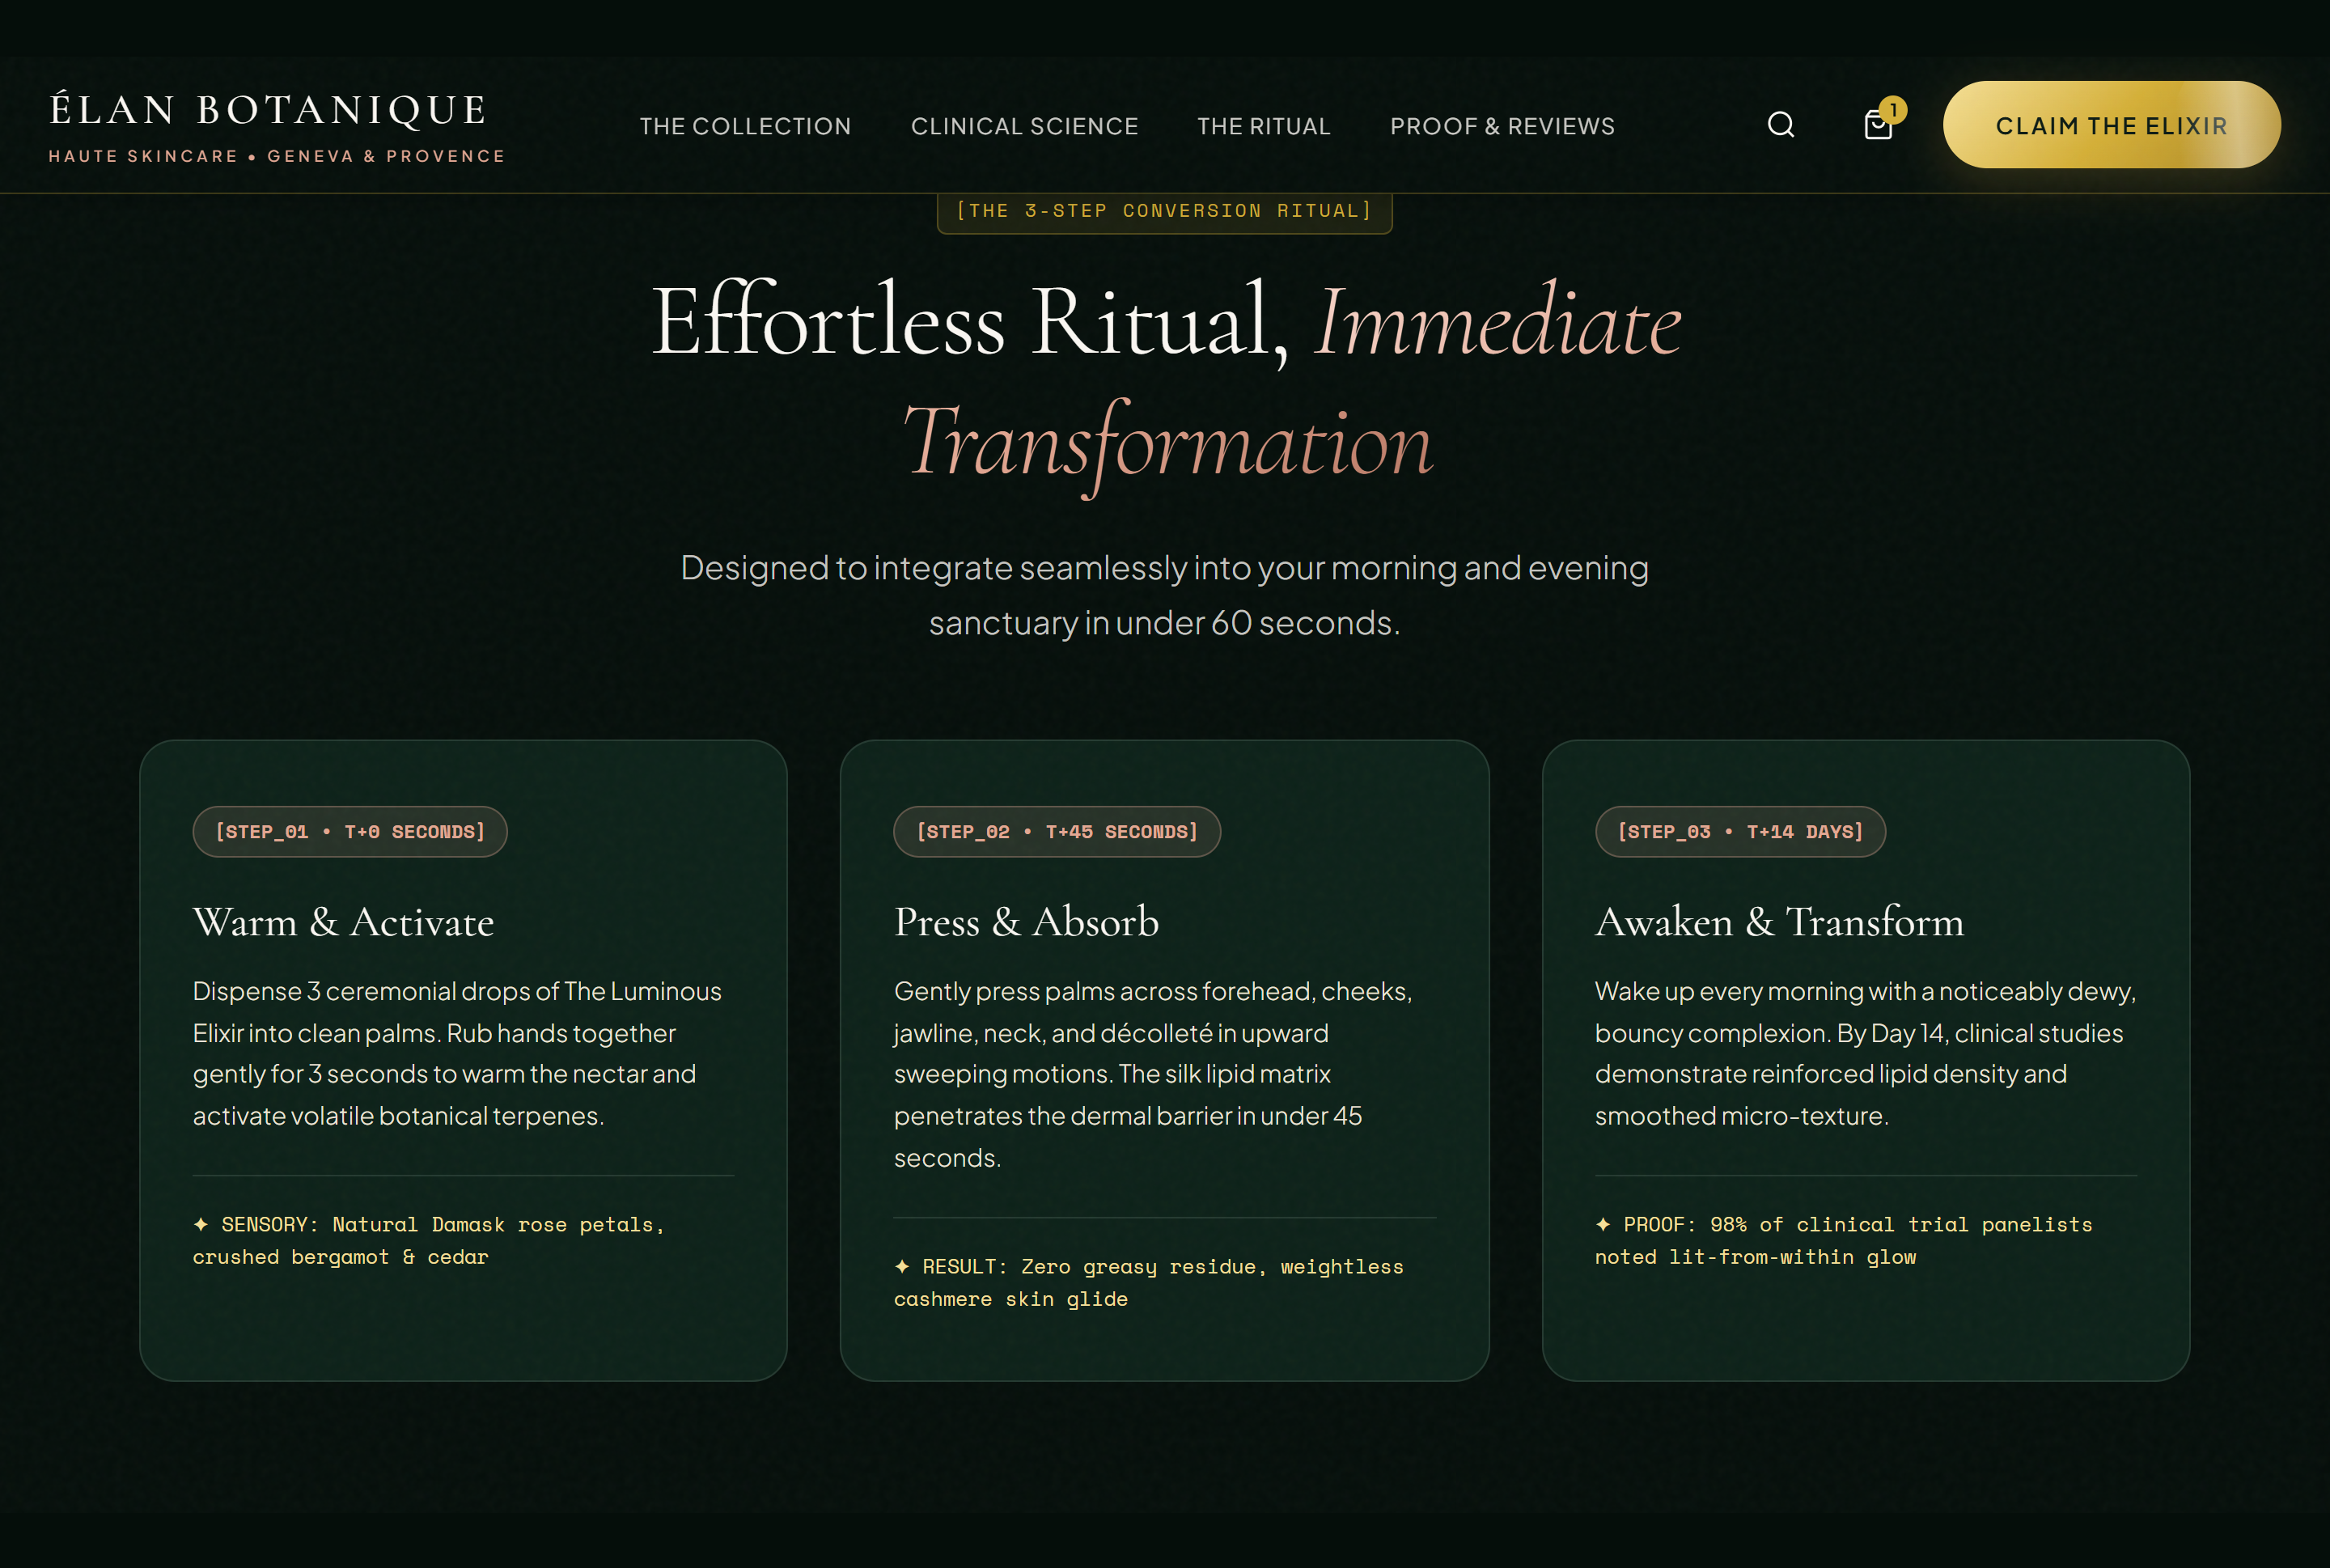 ÉLAN BOTANIQUE
HAUTE SKINCARE • GENEVA & PROVENCE
THE COLLECTION
CLINICAL SCIENCE
THE RITUAL
PROOF & REVIEWS
1
CLAIM THE ELIXIR
[THE 3-STEP CONVERSION RITUAL]
Effortless Ritual, Immediate
Transformation
Designed to integrate seamlessly into your morning and evening
sanctuary in under 60 seconds.
[STEP_01 • T+0 SECONDS]
Warm & Activate
Dispense 3 ceremonial drops of The Luminous
Elixir into clean palms. Rub hands together
gently for 3 seconds to warm the nectar and
activate volatile botanical terpenes.
✦ SENSORY: Natural Damask rose petals,
crushed bergamot & cedar
[STEP_02 • T+45 SECONDS]
Press & Absorb
Gently press palms across forehead, cheeks,
jawline, neck, and décolleté in upward
sweeping motions. The silk lipid matrix
penetrates the dermal barrier in under 45
seconds.
✦ RESULT: Zero greasy residue, weightless
cashmere skin glide
[STEP_03 • T+14 DAYS]
Awaken & Transform
Wake up every morning with a noticeably dewy,
bouncy complexion. By Day 14, clinical studies
demonstrate reinforced lipid density and
smoothed micro-texture.
✦ PROOF: 98% of clinical trial panelists
noted lit-from-within glow